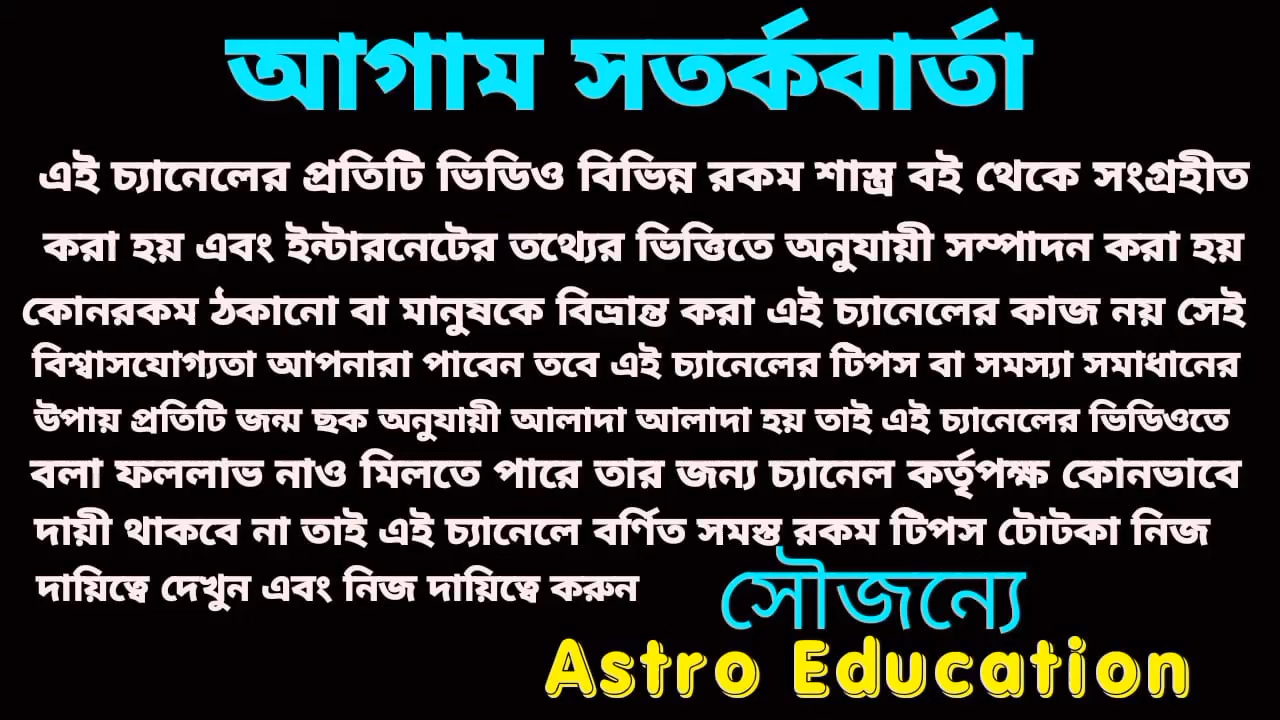 আগাম সতর্কবার্তা
এই চ্যানেলের প্রতিটি ভিডিও বিভিন্ন রকম শাস্ত্র বই থেকে সংগ্রহীত
করা হয় এবং ইন্টারনেটের তথ্যের ভিত্তিতে অনুযায়ী সম্পাদন করা হয়
কোনরকম ঠকানো বা মানুষকে বিভ্রান্ত করা এই চ্যানেলের কাজ নয় সেই
বিশ্বাসযোগ্যতা আপনারা পাবেন তবে এই চ্যানেলের টিপস বা সমস্যা সমাধানের
উপায় প্রতিটি জন্ম ছক অনুযায়ী আলাদা আলাদা হয় তাই এই চ্যানেলের ভিডিওতে
বলা ফললাভ নাও মিলতে পারে তার জন্য চ্যানেল কর্তৃপক্ষ কোনভাবে
দায়ী থাকবে না তাই এই চ্যানেলে বর্ণিত সমস্ত রকম টিপস টোটকা নিজ
দায়িত্বে দেখুন এবং নিজ দায়িত্বে করুন
সৌজন্যে
Astro Education